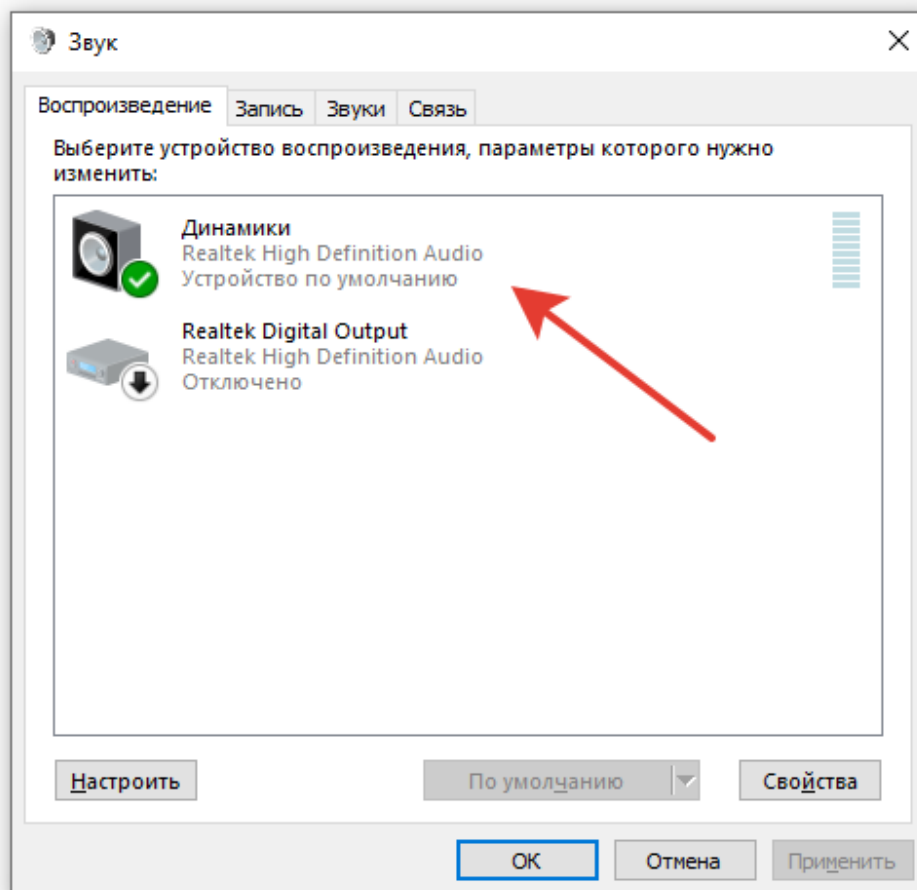 Звук
Воспроизведение
Запись
Звуки
Связь
Выберите устройство воспроизведения, параметры которого нужно
изменить:
Динамики
Realtek High Definition Audio
Устройство по умолчанию
Realtek Digital Output
Realtek High Definition Audio
Отключено
Настроить
По умолчанию
Свойства
ОК
Отмена
Применить